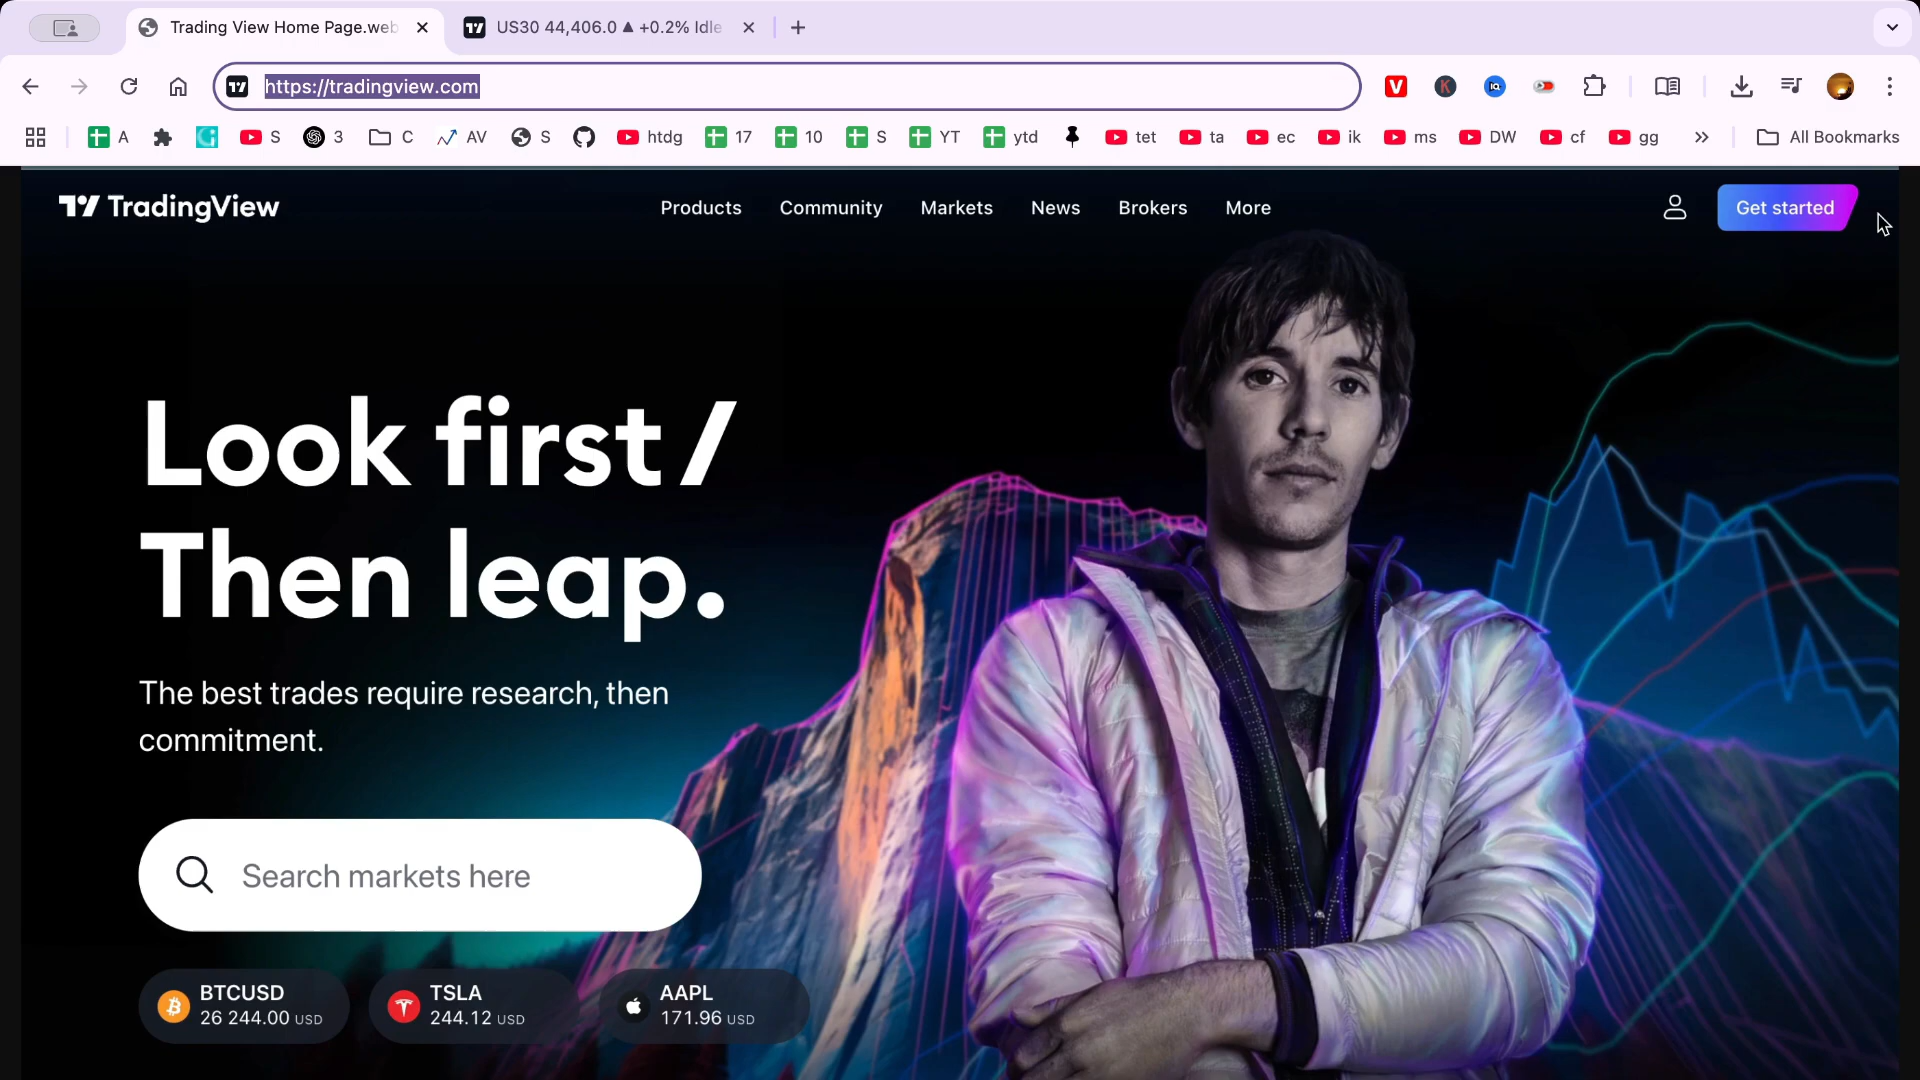 Trading View Home Page.web
US30 44,406.0 ▲ +0.2% Idle
https://tradingview.com
A
S
3
C
AV
S
htdg
17
10
S
YT
ytd
tet
ta
ec
ik
ms
DW
cf
gg
All Bookmarks
TradingView
Products
Community
Markets
News
Brokers
More
Get started
Look first /
Then leap.
The best trades require research, then
commitment.
Search markets here
BTCUSD
26 244.00 USD
TSLA
244.12 USD
AAPL
171.96 USD